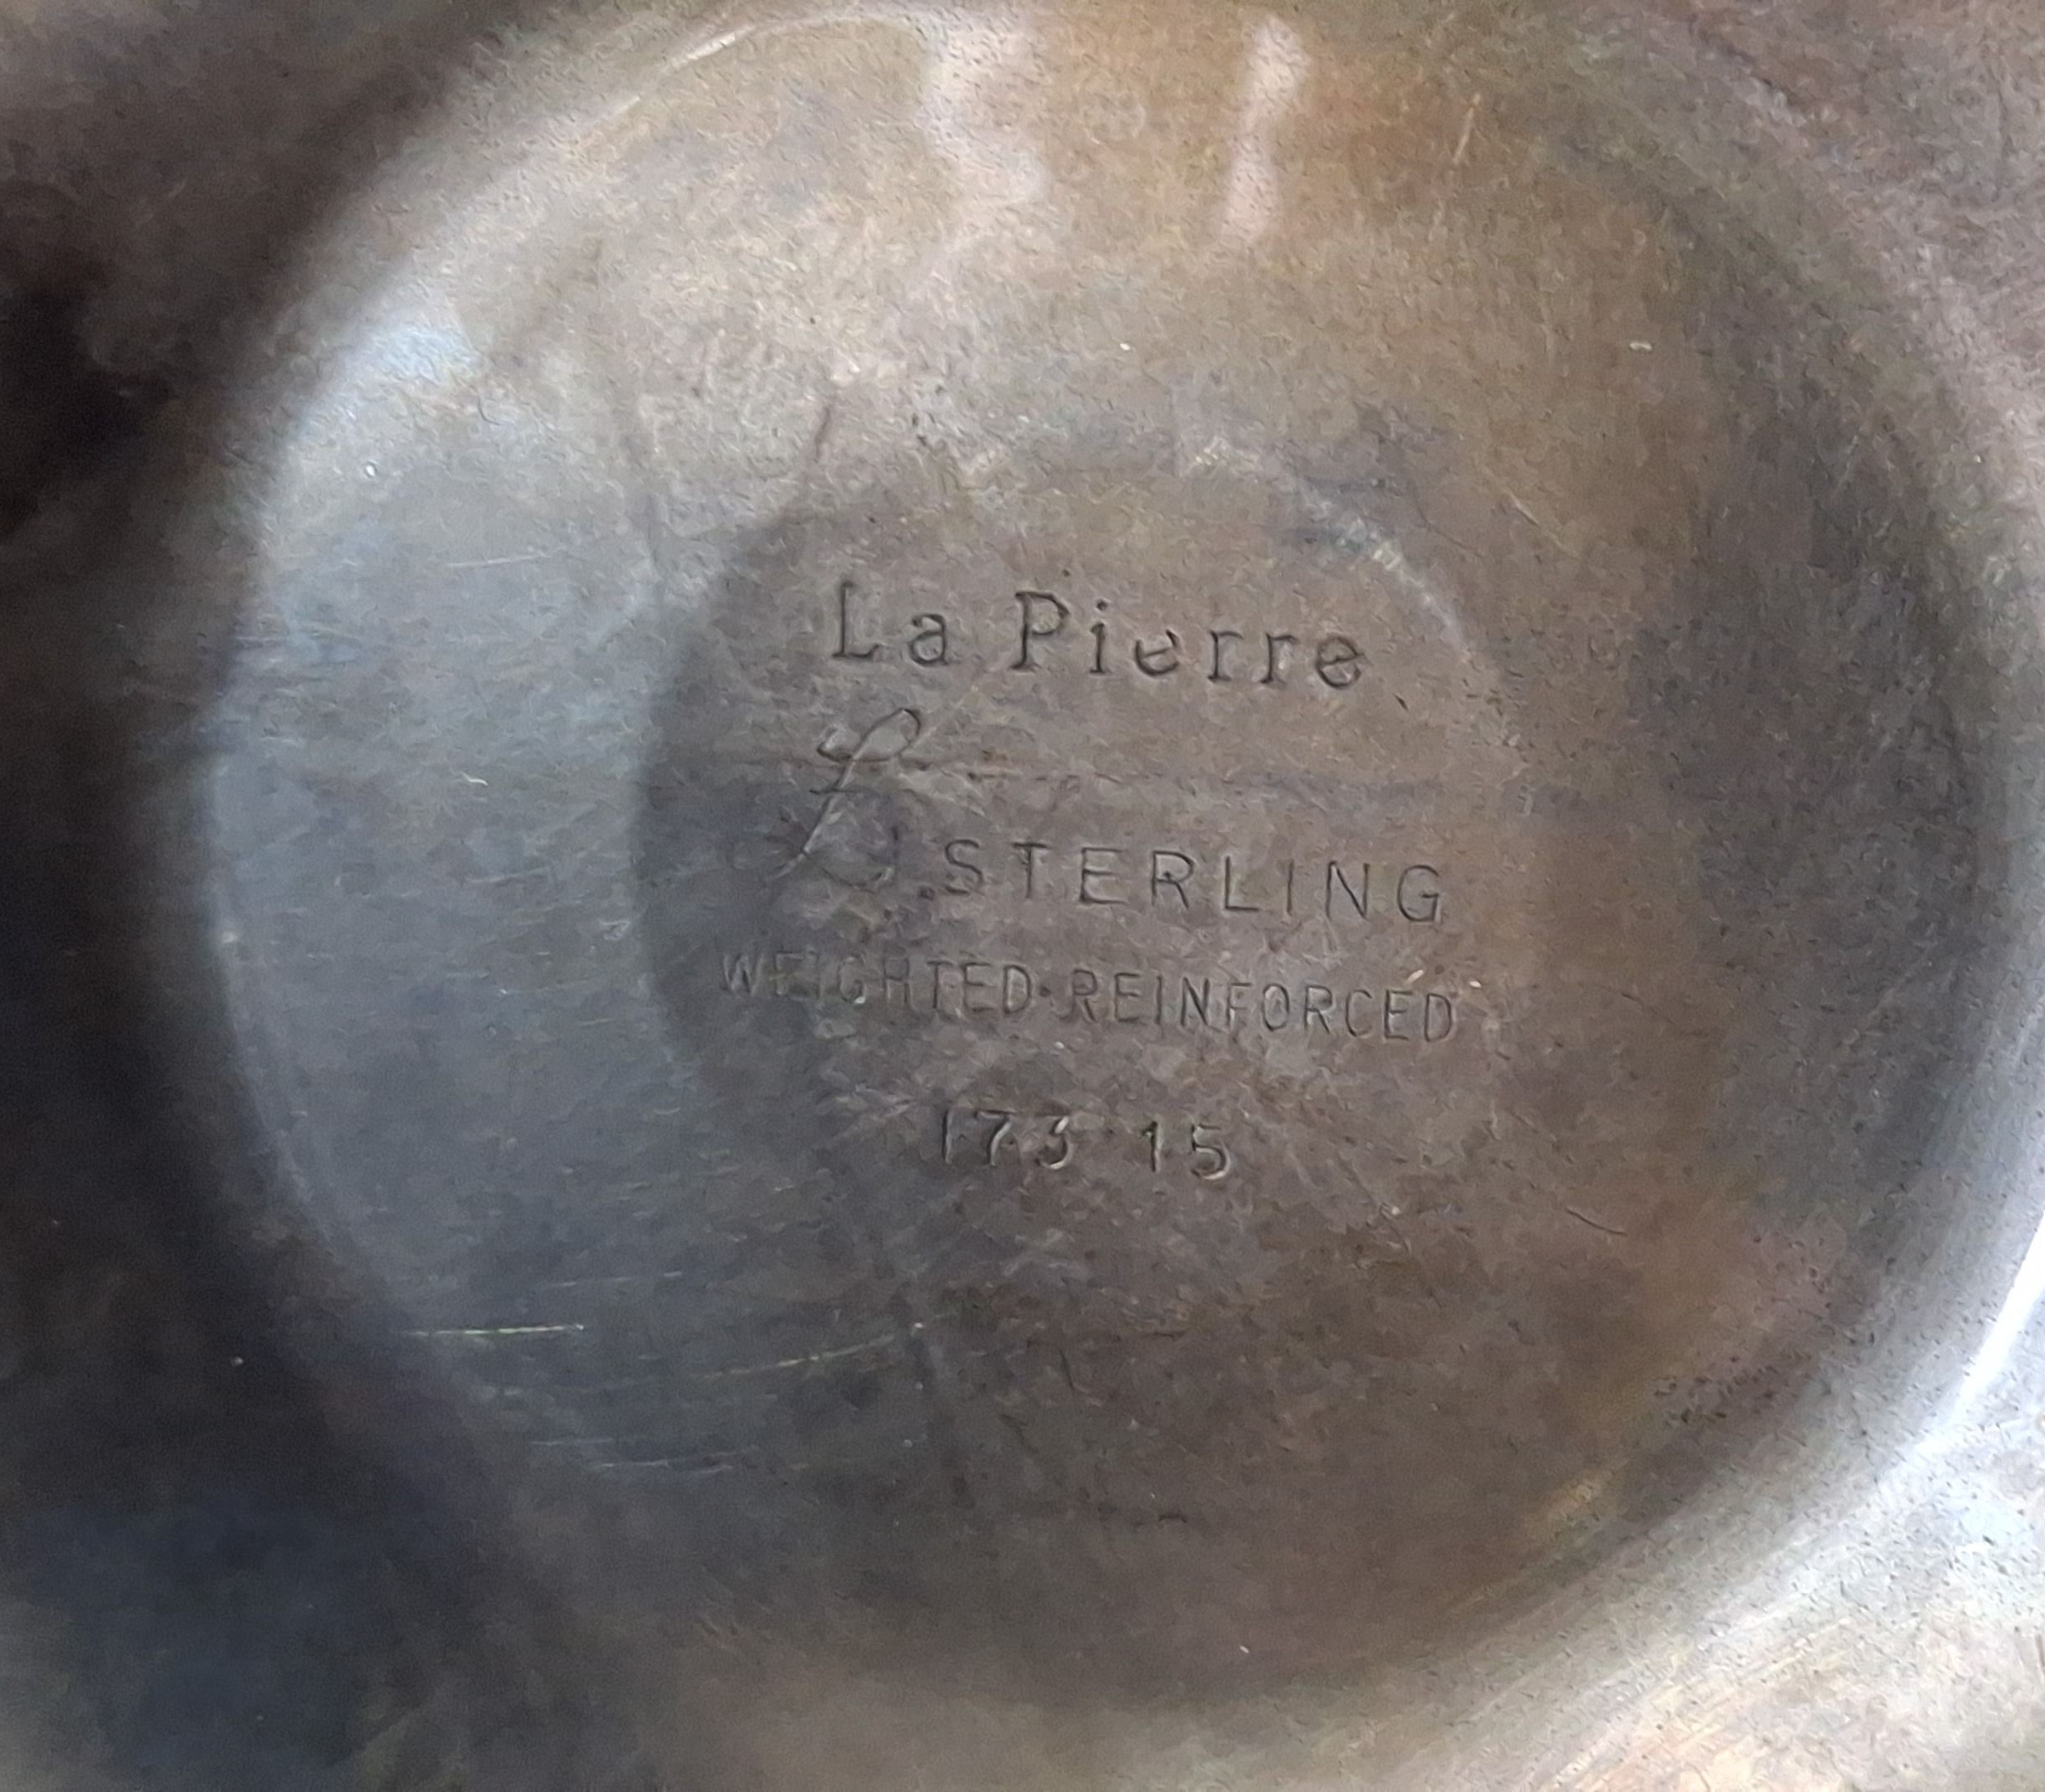 La Pierre
L STERLING
WEIGHTED·REINFORCED
173 15